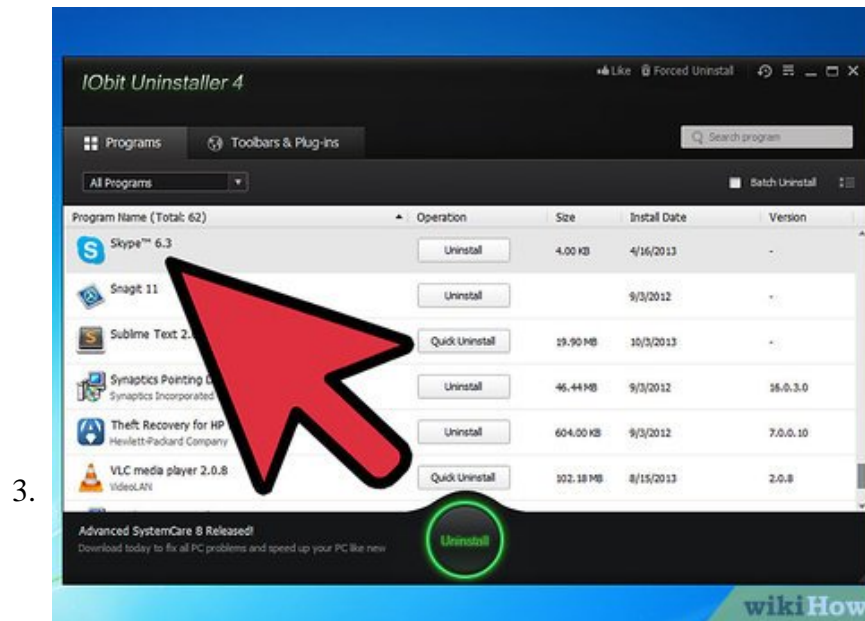 IObit Uninstaller 4
Like Forced Uninstall
Programs Toolbars & Plug-ins
Search program
All Programs
Batch Uninstall
Program Name (Total: 62) Operation Size Install Date Version
Skype™ 6.3 Uninstall 4.00 KB 4/16/2013 -
Snagit 11 Uninstall 9/3/2012 -
Sublime Text 2. Quick Uninstall 19.90 MB 10/3/2013 -
Synaptics Pointing Uninstall 46.44 MB 9/3/2012 16.0.3.0
Synaptics Incorporated
Theft Recovery for HP Uninstall 604.00 KB 9/3/2012 7.0.0.10
Hewlett-Packard Company
VLC media player 2.0.8 Quick Uninstall 102.18 MB 8/15/2013 2.0.8
VideoLAN
3.
Advanced SystemCare 8 Released!
Download today to fix all PC problems and speed up your PC like new
Uninstall
wikiHow